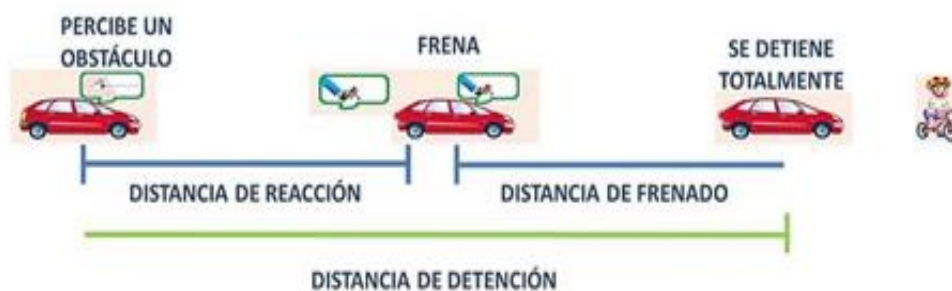 PERCIBE UN
OBSTÁCULO
FRENA
SE DETIENE
TOTALMENTE
DISTANCIA DE REACCIÓN
DISTANCIA DE FRENADO
DISTANCIA DE DETENCIÓN